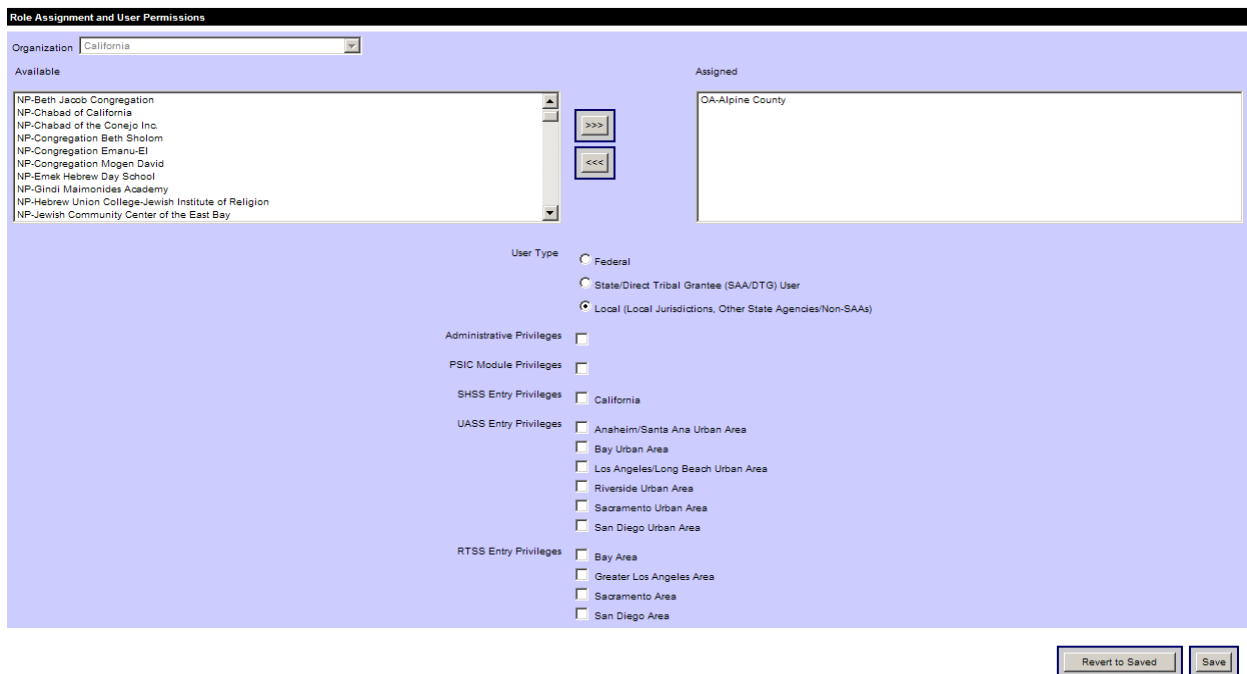 Role Assignment and User Permissions
Organization California
Available
Assigned
NP-Beth Jacob Congregation
NP-Chabad of California
NP-Chabad of the Conejo Inc.
NP-Congregation Beth Sholom
NP-Congregation Emanu-El
NP-Congregation Mogen David
NP-Emek Hebrew Day School
NP-Gindi Maimonides Academy
NP-Hebrew Union College-Jewish Institute of Religion
NP-Jewish Community Center of the East Bay
>>>
<<<
OA-Alpine County
User Type
Federal
State/Direct Tribal Grantee (SAA/DTG) User
Local (Local Jurisdictions, Other State Agencies/Non-SAAs)
Administrative Privileges
PSIC Module Privileges
SHSS Entry Privileges
California
UASS Entry Privileges
Anaheim/Santa Ana Urban Area
Bay Urban Area
Los Angeles/Long Beach Urban Area
Riverside Urban Area
Sacramento Urban Area
San Diego Urban Area
RTSS Entry Privileges
Bay Area
Greater Los Angeles Area
Sacramento Area
San Diego Area
Revert to Saved
Save